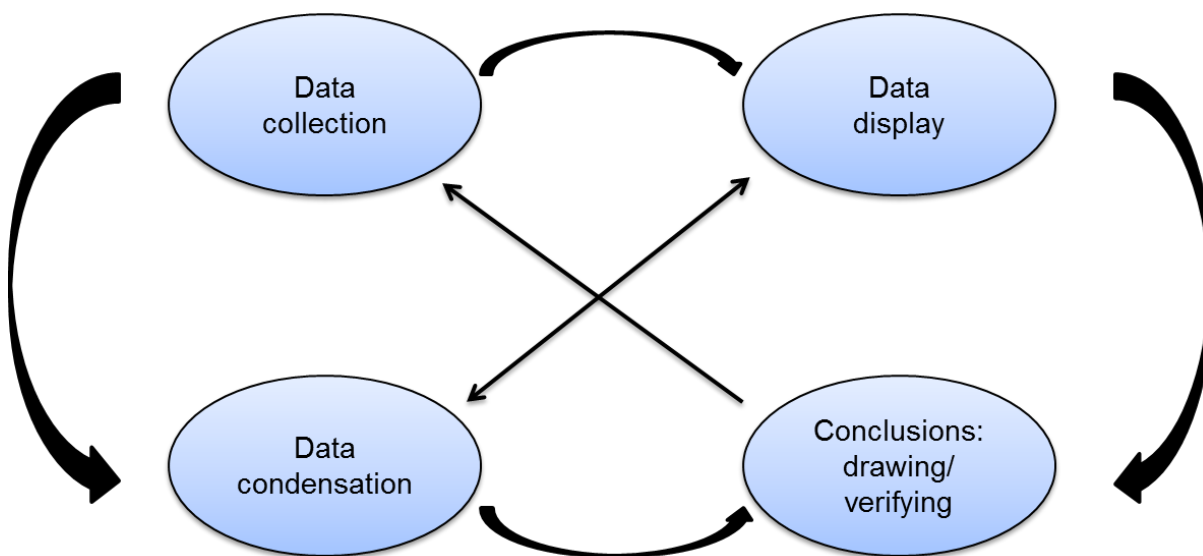 Data
collection
Data
display
Data
condensation
Conclusions:
drawing/
verifying